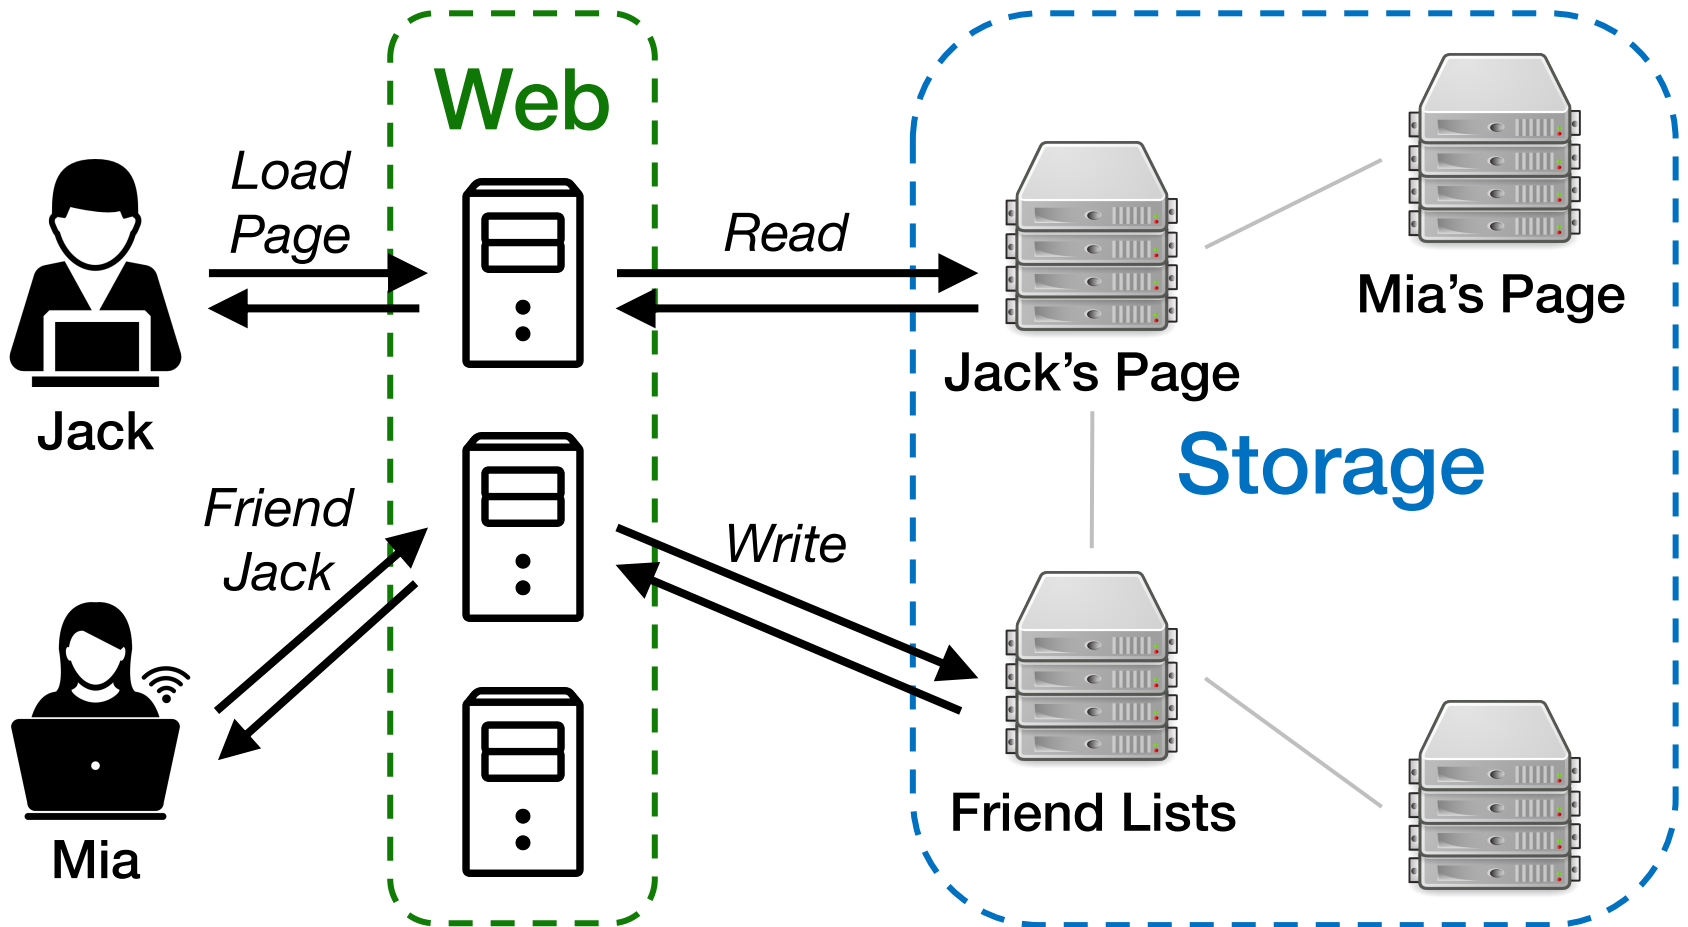 Web
Load
Page
Read
Mia's Page
Jack's Page
Jack
Storage
Friend
Jack
Write
Friend Lists
Mia